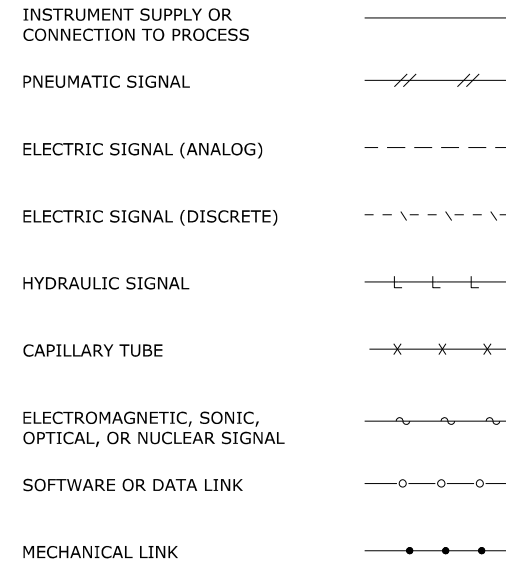 INSTRUMENT SUPPLY OR
CONNECTION TO PROCESS
PNEUMATIC SIGNAL
ELECTRIC SIGNAL (ANALOG)
ELECTRIC SIGNAL (DISCRETE)
HYDRAULIC SIGNAL
CAPILLARY TUBE
ELECTROMAGNETIC, SONIC,
OPTICAL, OR NUCLEAR SIGNAL
SOFTWARE OR DATA LINK
MECHANICAL LINK